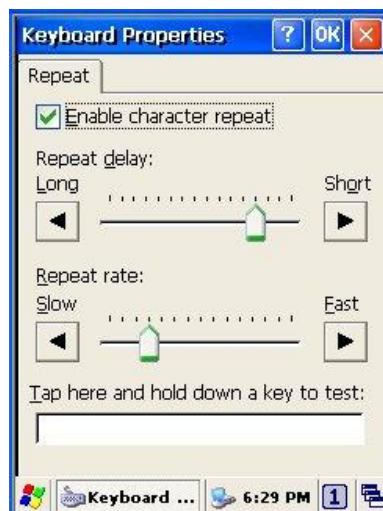 Keyboard Properties ? OK
Repeat
Enable character repeat
Repeat delay:
Long Short
Repeat rate:
Slow Fast
Tap here and hold down a key to test:
Keyboard ... 6:29 PM 1